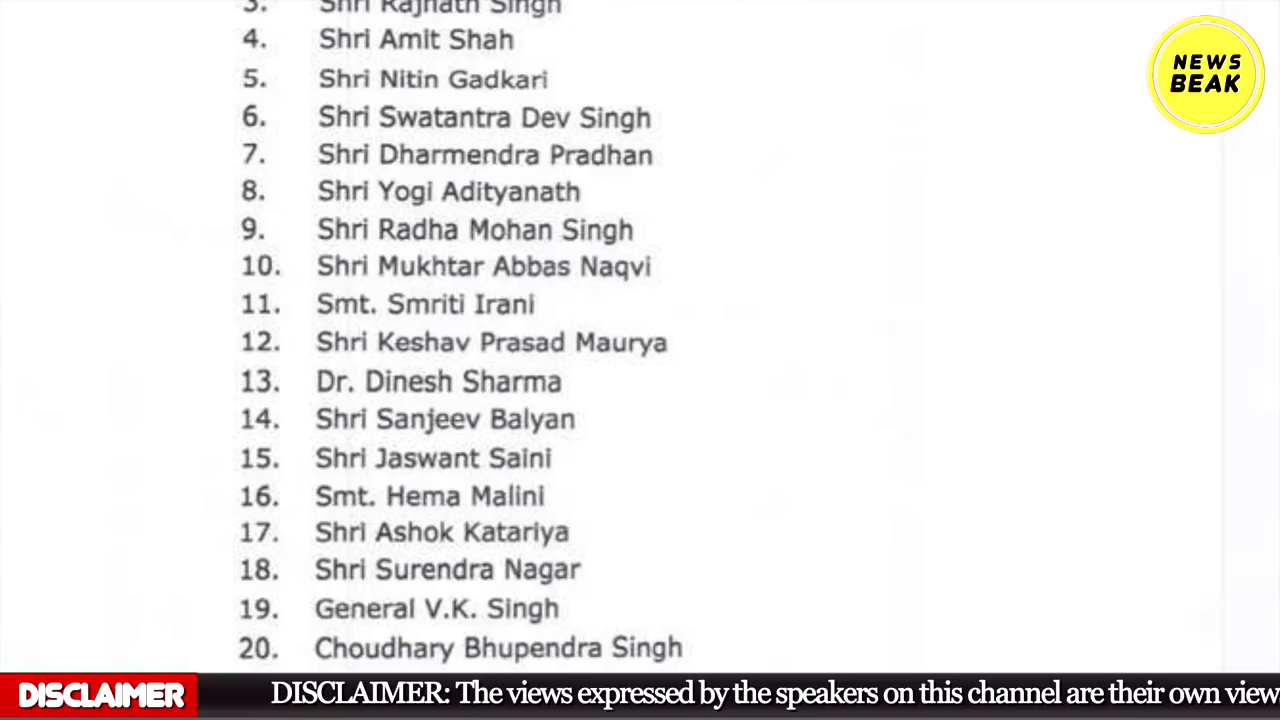 3. Shri Rajnath Singh
4. Shri Amit Shah
5. Shri Nitin Gadkari
6. Shri Swatantra Dev Singh
7. Shri Dharmendra Pradhan
8. Shri Yogi Adityanath
9. Shri Radha Mohan Singh
10. Shri Mukhtar Abbas Naqvi
11. Smt. Smriti Irani
12. Shri Keshav Prasad Maurya
13. Dr. Dinesh Sharma
14. Shri Sanjeev Balyan
15. Shri Jaswant Saini
16. Smt. Hema Malini
17. Shri Ashok Katariya
18. Shri Surendra Nagar
19. General V.K. Singh
20. Choudhary Bhupendra Singh
NEWS
BEAK
DISCLAIMER
DISCLAIMER: The views expressed by the speakers on this channel are their own view